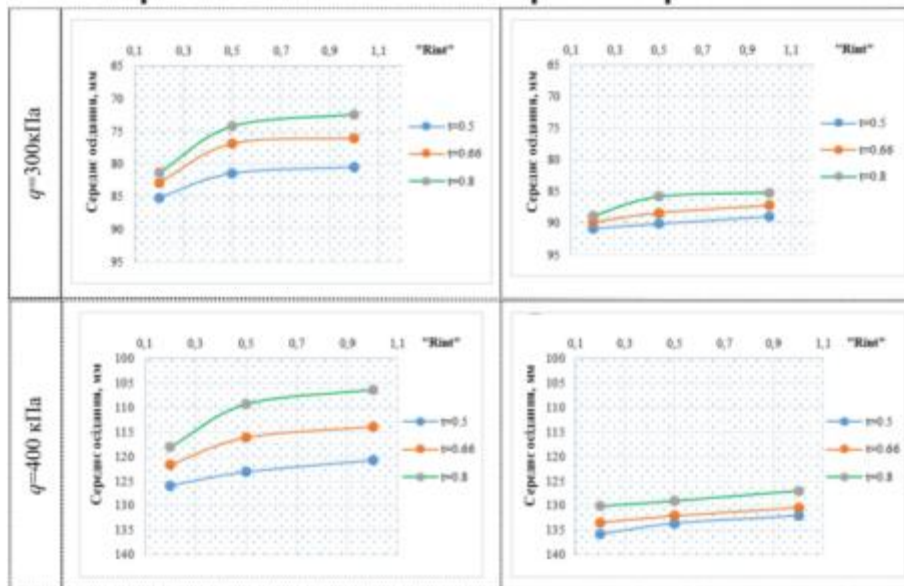 q=300кПа
0,1 0,3 0,5 0,7 0,9 1,1 "Rint"
Середнє осідання, мм
65
70
75
80
85
90
95
t=0.5
t=0.66
t=0.8
0,1 0,3 0,5 0,7 0,9 1,1 "Rint"
Середнє осідання, мм
65
70
75
80
85
90
95
t=0.5
t=0.66
t=0.8
q=400 кПа
0,1 0,3 0,5 0,7 0,9 1,1 "Rint"
Середнє осідання, мм
100
105
110
115
120
125
130
135
140
t=0.5
t=0.66
t=0.8
0,1 0,3 0,5 0,7 0,9 1,1 "Rint"
Середнє осідання, мм
100
105
110
115
120
125
130
135
140
t=0.5
t=0.66
t=0.8